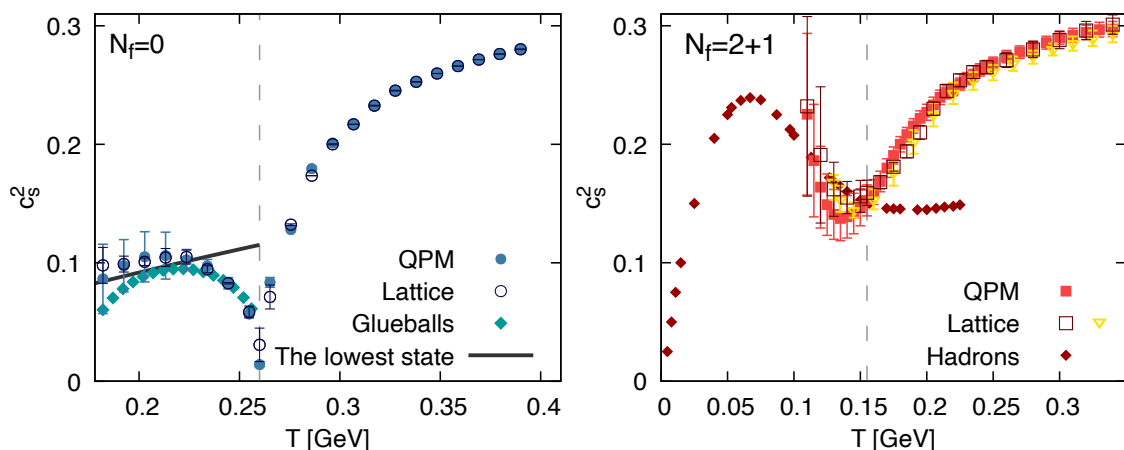 N_f=0
c_s^2
0.3
0.2
0.1
0
QPM
Lattice
Glueballs
The lowest state
0.2
0.25
0.3
0.35
0.4
T [GeV]
N_f=2+1
c_s^2
0.3
0.2
0.1
0
QPM
Lattice
Hadrons
0
0.05
0.1
0.15
0.2
0.25
0.3
T [GeV]